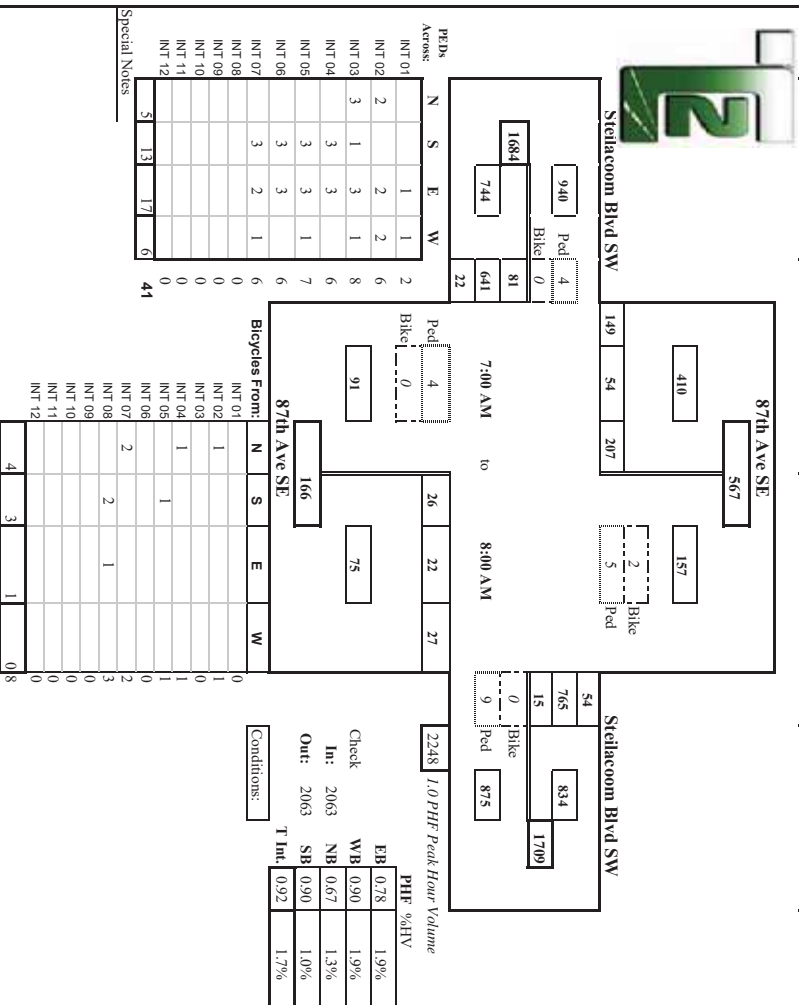 87th Ave SE
567
410 157
2 Bike
Steilacoom Blvd SW 149 54 207 5 Ped Steilacoom Blvd SW
54
940 Ped 4 765 834
Bike 0 15 1709
1684 81 0 Bike
744 641 7:00 AM to 8:00 AM 9 Ped 875
22
PEDs
Across: N S E W Ped 4 26 22 27 2248 1.0 PHF Peak Hour Volume
INT 01 1 1 2 Bike 0 PHF %HV
INT 02 2 2 2 6 EB 0.78 1.9%
INT 03 3 1 3 1 8 91 75 Check WB 0.90 1.9%
INT 04 3 3 6 In: 2063 NB 0.67 1.3%
INT 05 3 3 1 7 166 Out: 2063 SB 0.90 1.0%
INT 06 3 3 6 87th Ave SE T Int. 0.92 1.7%
INT 07 3 2 1 6 Bicycles From: N S E W Conditions:
INT 08 0 INT 01 0
INT 09 0 INT 02 1 1
INT 10 0 INT 03 0
INT 11 0 INT 04 1 1
INT 12 0 INT 05 1 1
5 13 17 6 41 INT 06 0
Special Notes INT 07 2 2
INT 08 2 1 3
INT 09 0
INT 10 0
INT 11 0
INT 12 0
4 3 1 0 8